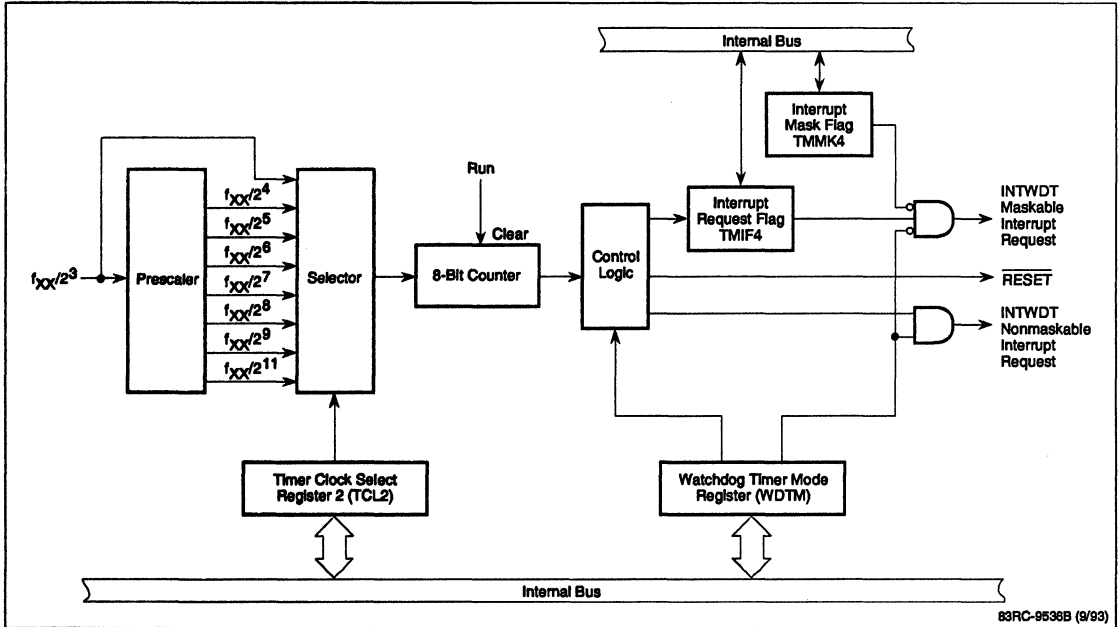 Internal Bus
Interrupt
Mask Flag
TMMK4
Run
Clear
fXX/2^4
fXX/2^5
fXX/2^6
fXX/2^7
fXX/2^8
fXX/2^9
fXX/2^11
fXX/2^3
Prescaler
Selector
8-Bit Counter
Control
Logic
Interrupt
Request Flag
TMIF4
INTWDT
Maskable
Interrupt
Request
RESET
INTWDT
Nonmaskable
Interrupt
Request
Timer Clock Select
Register 2 (TCL2)
Watchdog Timer Mode
Register (WDTM)
Internal Bus
83RC-9536B (9/93)